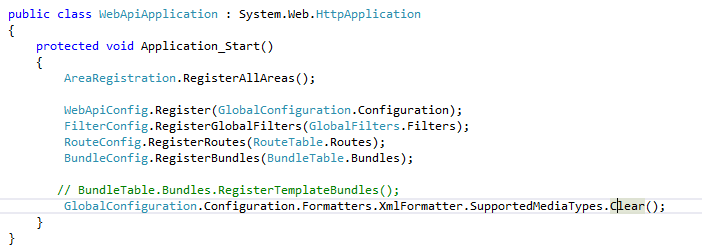 public class WebApiApplication : System.Web.HttpApplication
{
    protected void Application_Start()
    {
        AreaRegistration.RegisterAllAreas();

        WebApiConfig.Register(GlobalConfiguration.Configuration);
        FilterConfig.RegisterGlobalFilters(GlobalFilters.Filters);
        RouteConfig.RegisterRoutes(RouteTable.Routes);
        BundleConfig.RegisterBundles(BundleTable.Bundles);

       // BundleTable.Bundles.RegisterTemplateBundles();
        GlobalConfiguration.Configuration.Formatters.XmlFormatter.SupportedMediaTypes.Clear();
    }
}